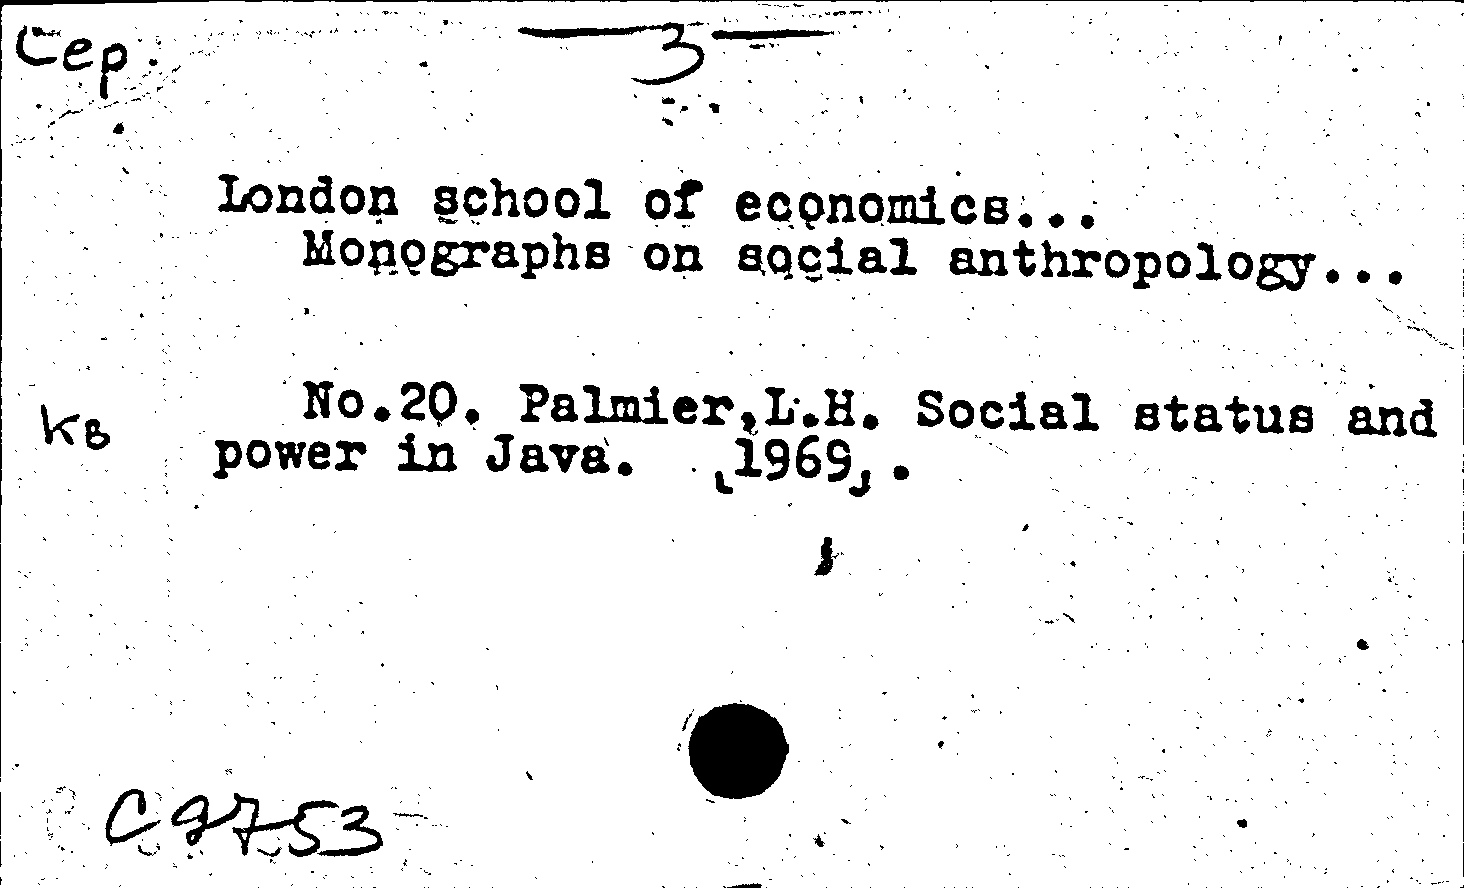 Сер.
— 3 —
London school of economics...
Monographs on social anthropology...
No.20. Palmier,L.H. Social status and
кв
power in Java. [1969].
C9753